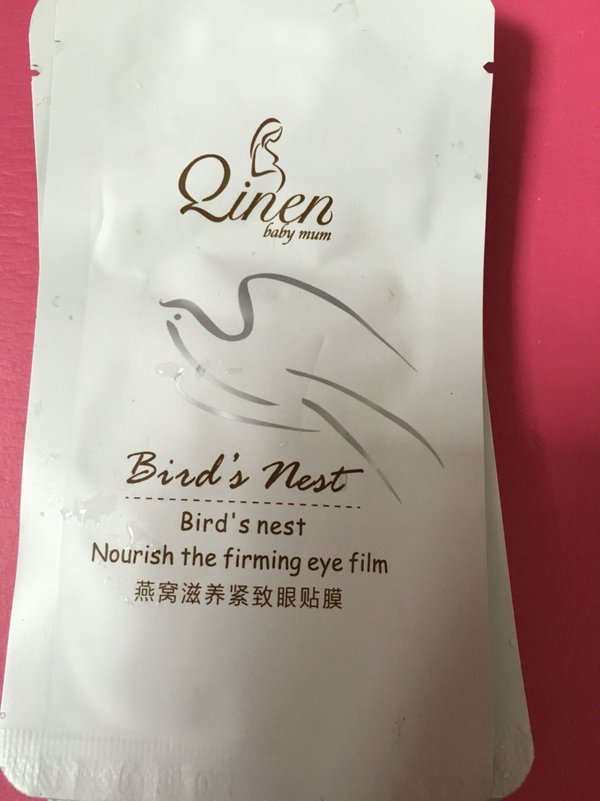 Qinen
baby mum
Bird's Nest
Bird's nest
Nourish the firming eye film
燕窝滋养紧致眼贴膜